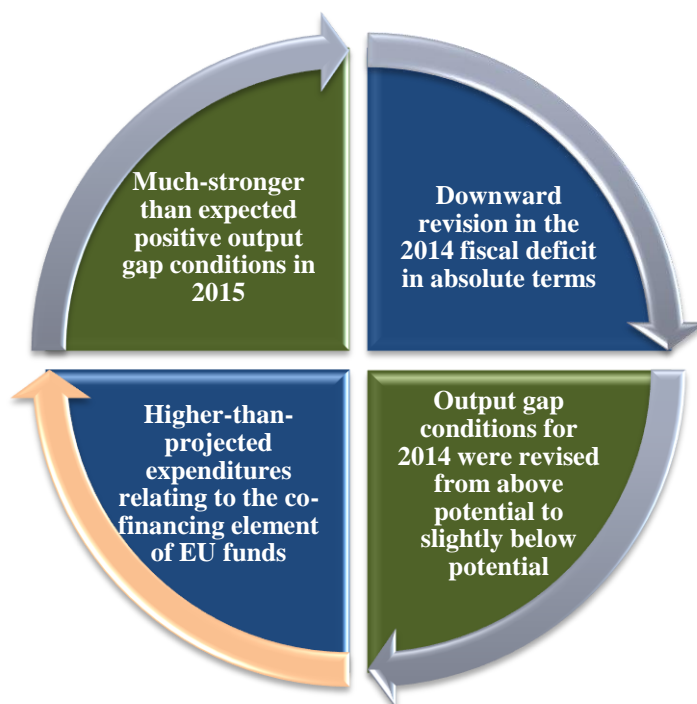 Much-stronger
than expected
positive output
gap conditions in
2015
Downward
revision in the
2014 fiscal deficit
in absolute terms
Higher-than-
projected
expenditures
relating to the co-
financing element
of EU funds
Output gap
conditions for
2014 were revised
from above
potential to
slightly below
potential